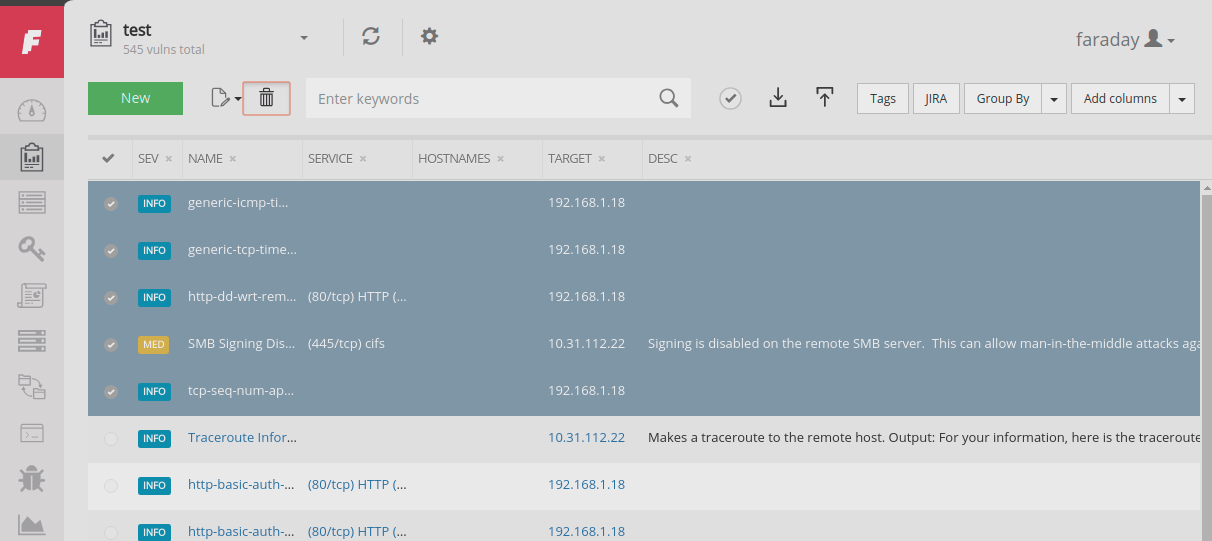 F
test
545 vulns total
faraday
New
Enter keywords
Tags
JIRA
Group By
Add columns
SEV × NAME × SERVICE × HOSTNAMES × TARGET × DESC ×
INFO generic-icmp-ti... 192.168.1.18
INFO generic-tcp-time... 192.168.1.18
INFO http-dd-wrt-rem... (80/tcp) HTTP (... 192.168.1.18
MED SMB Signing Dis... (445/tcp) cifs 10.31.112.22 Signing is disabled on the remote SMB server. This can allow man-in-the-middle attacks aga
INFO tcp-seq-num-ap... 192.168.1.18
INFO Traceroute Infor... 10.31.112.22 Makes a traceroute to the remote host. Output: For your information, here is the traceroute
INFO http-basic-auth-... (80/tcp) HTTP (... 192.168.1.18
INFO http-basic-auth-... (80/tcp) HTTP (... 192.168.1.18